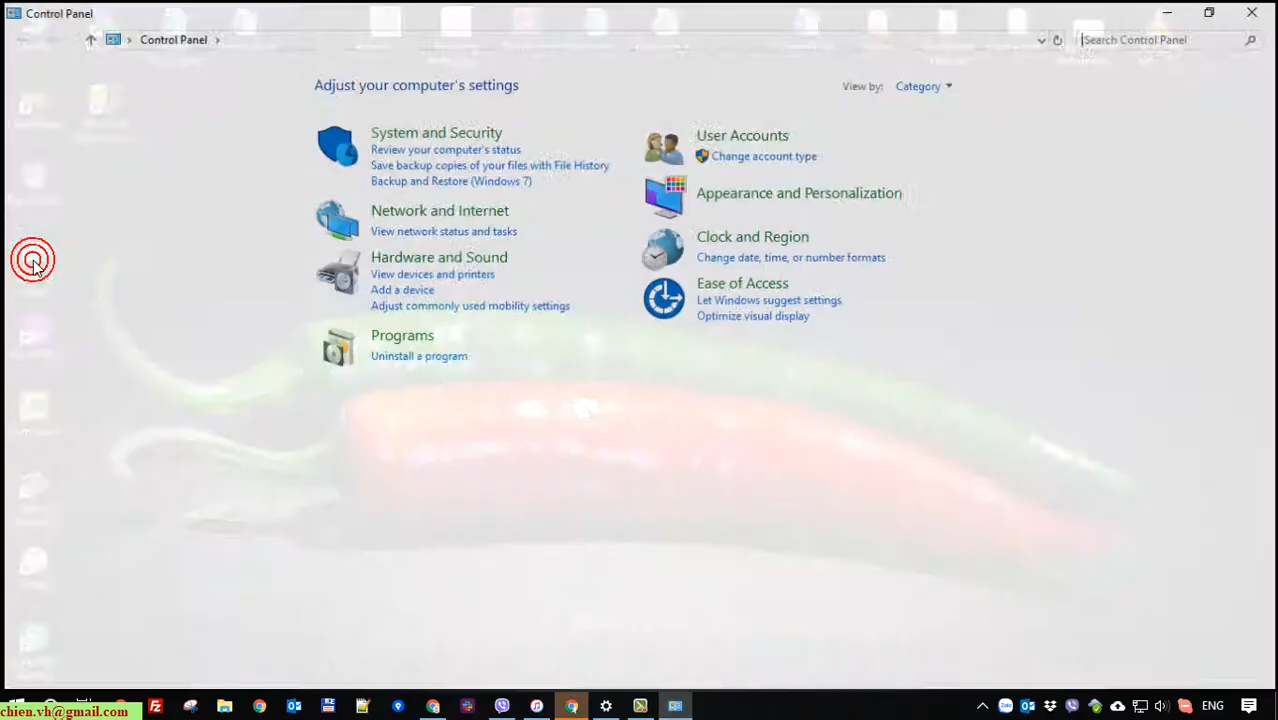 Control Panel
Control Panel
Search Control Panel
Adjust your computer's settings
View by: Category
System and Security
Review your computer's status
Save backup copies of your files with File History
Backup and Restore (Windows 7)
Network and Internet
View network status and tasks
Hardware and Sound
View devices and printers
Add a device
Adjust commonly used mobility settings
Programs
Uninstall a program
User Accounts
Change account type
Appearance and Personalization
Clock and Region
Change date, time, or number formats
Ease of Access
Let Windows suggest settings
Optimize visual display
ENG
chien.vh@gmail.com